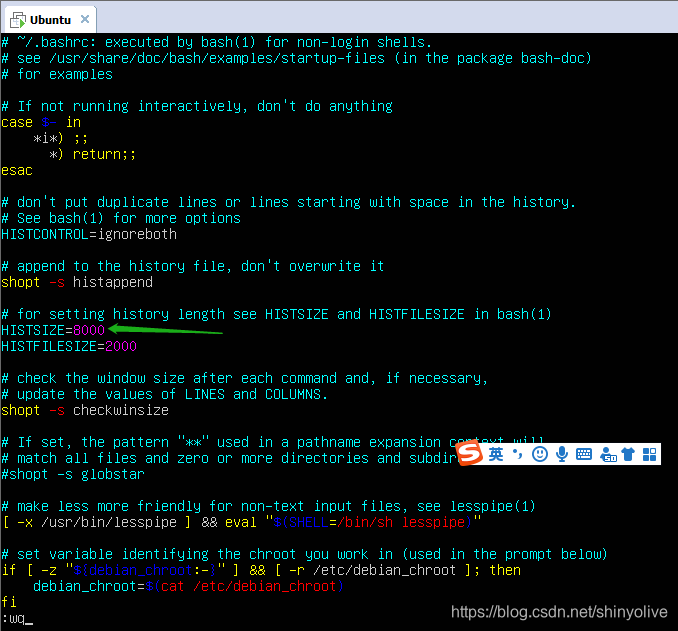 Ubuntu ×
# ~/.bashrc: executed by bash(1) for non-login shells.
# see /usr/share/doc/bash/examples/startup-files (in the package bash-doc)
# for examples

# If not running interactively, don't do anything
case $- in
    *i*) ;;
      *) return;;
esac

# don't put duplicate lines or lines starting with space in the history.
# See bash(1) for more options
HISTCONTROL=ignoreboth

# append to the history file, don't overwrite it
shopt -s histappend

# for setting history length see HISTSIZE and HISTFILESIZE in bash(1)
HISTSIZE=8000
HISTFILESIZE=2000

# check the window size after each command and, if necessary,
# update the values of LINES and COLUMNS.
shopt -s checkwinsize

# If set, the pattern "**" used in a pathname expansion context will
# match all files and zero or more directories and subdir
英
#shopt -s globstar

# make less more friendly for non-text input files, see lesspipe(1)
[ -x /usr/bin/lesspipe ] && eval "$(SHELL=/bin/sh lesspipe)"

# set variable identifying the chroot you work in (used in the prompt below)
if [ -z "${debian_chroot:-}" ] && [ -r /etc/debian_chroot ]; then
    debian_chroot=$(cat /etc/debian_chroot)
fi
:wq_
https://blog.csdn.net/shinyolive